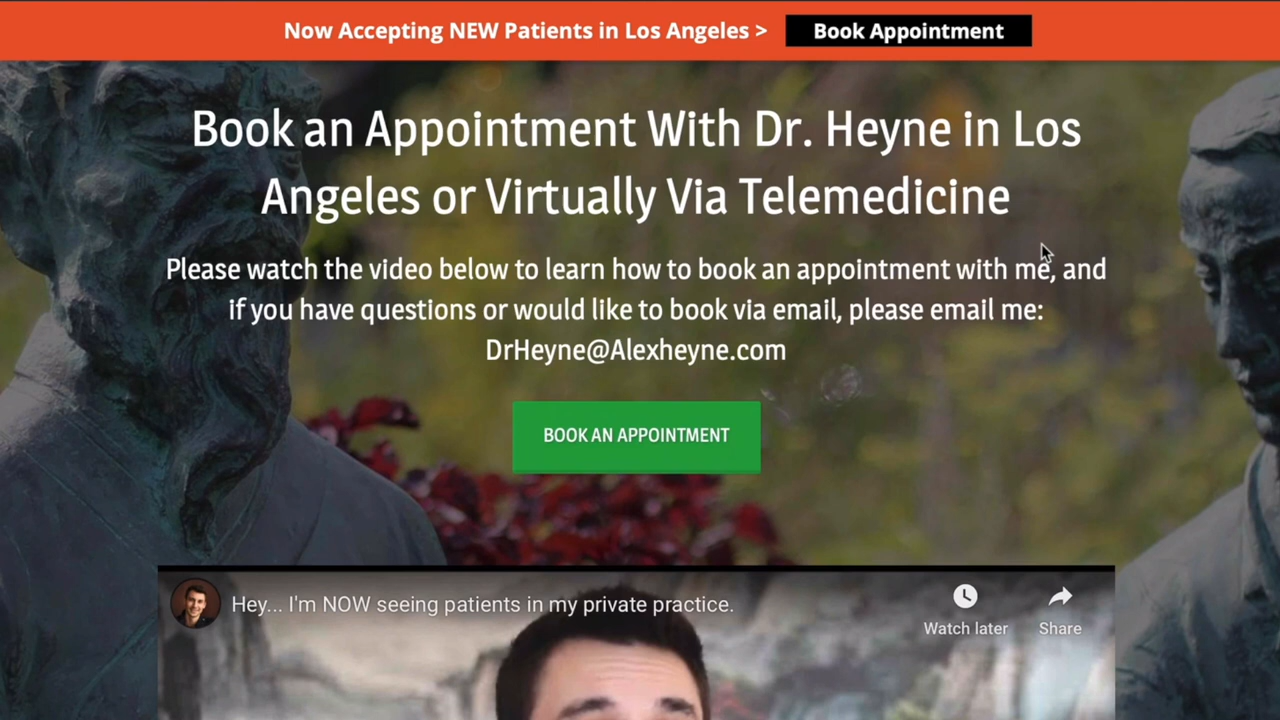 Now Accepting NEW Patients in Los Angeles >
Book Appointment
Book an Appointment With Dr. Heyne in Los
Angeles or Virtually Via Telemedicine
Please watch the video below to learn how to book an appointment with me, and
if you have questions or would like to book via email, please email me:
DrHeyne@Alexheyne.com
BOOK AN APPOINTMENT
Hey... I'm NOW seeing patients in my private practice.
Watch later
Share